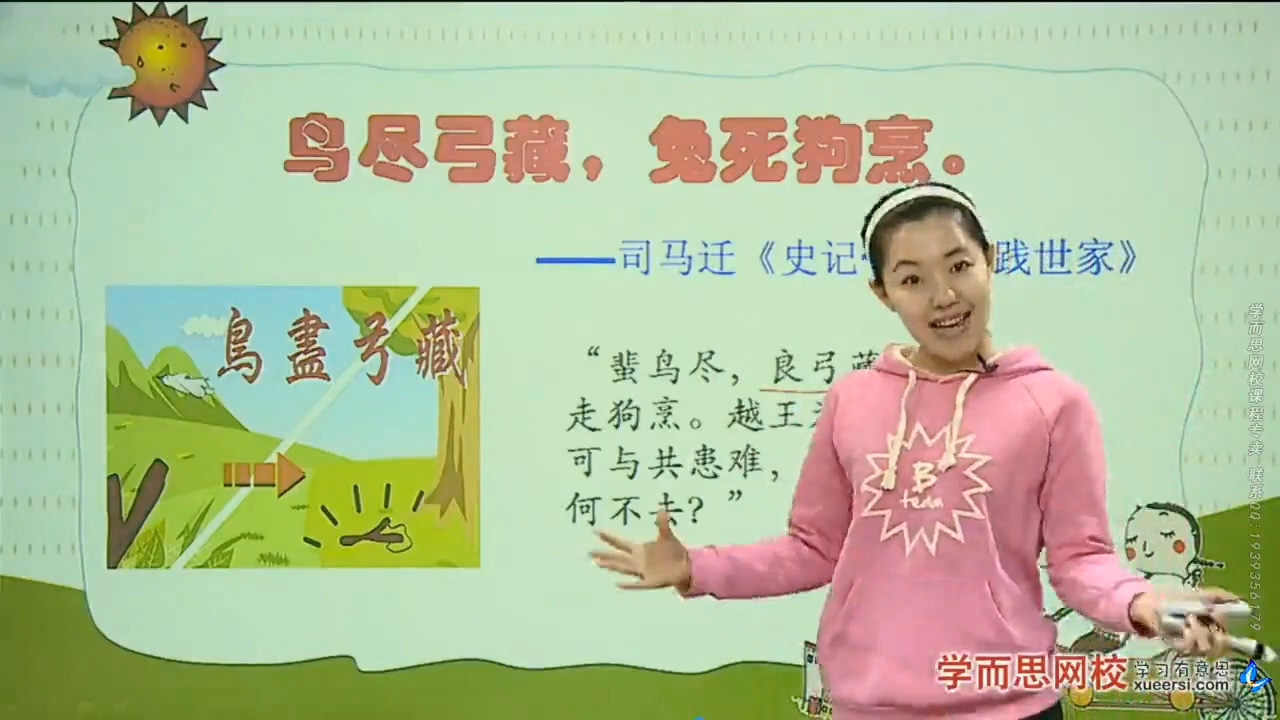 鸟尽弓藏，兔死狗烹。
——司马迁《史记·
践世家》
鳥盡弓藏
“蜚鸟尽，良弓藏
走狗烹。越王
可与共患难，
何不去？”
B
team
学而思网校
学习有意思
xueersi.com
学而思网校课程专卖 联系QQ：193935617９